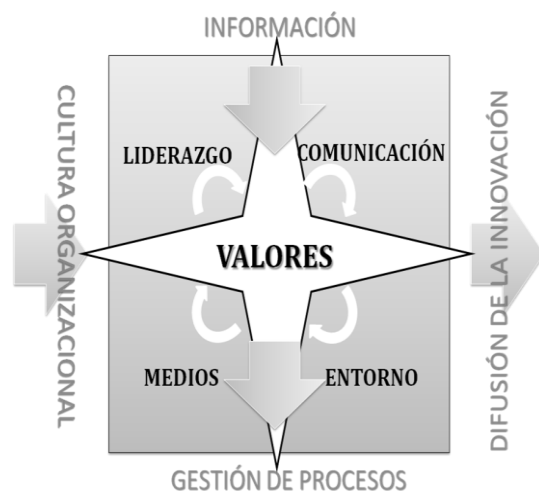 INFORMACIÓN
CULTURA ORGANIZACIONAL
LIDERAZGO
COMUNICACIÓN
VALORES
MEDIOS
ENTORNO
DIFUSIÓN DE LA INNOVACIÓN
GESTIÓN DE PROCESOS